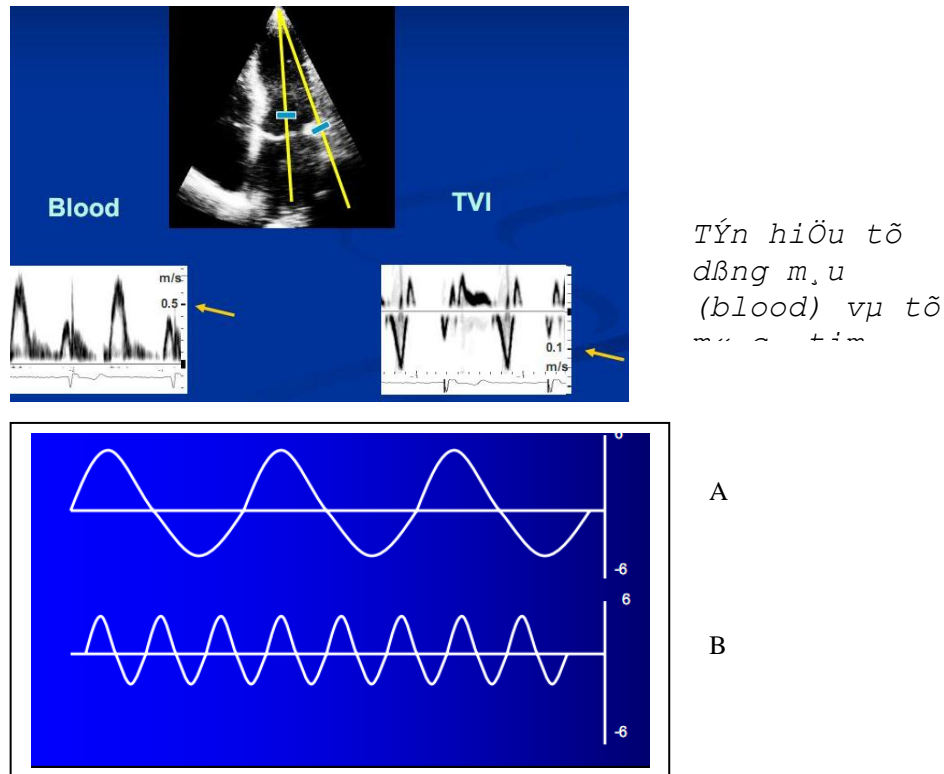 Blood
TVI
m/s
0.5
0.1
m/s
TÝn hiÖu tõ
dßng m¸u
(blood) vµ tõ
6
-6
A
6
-6
B